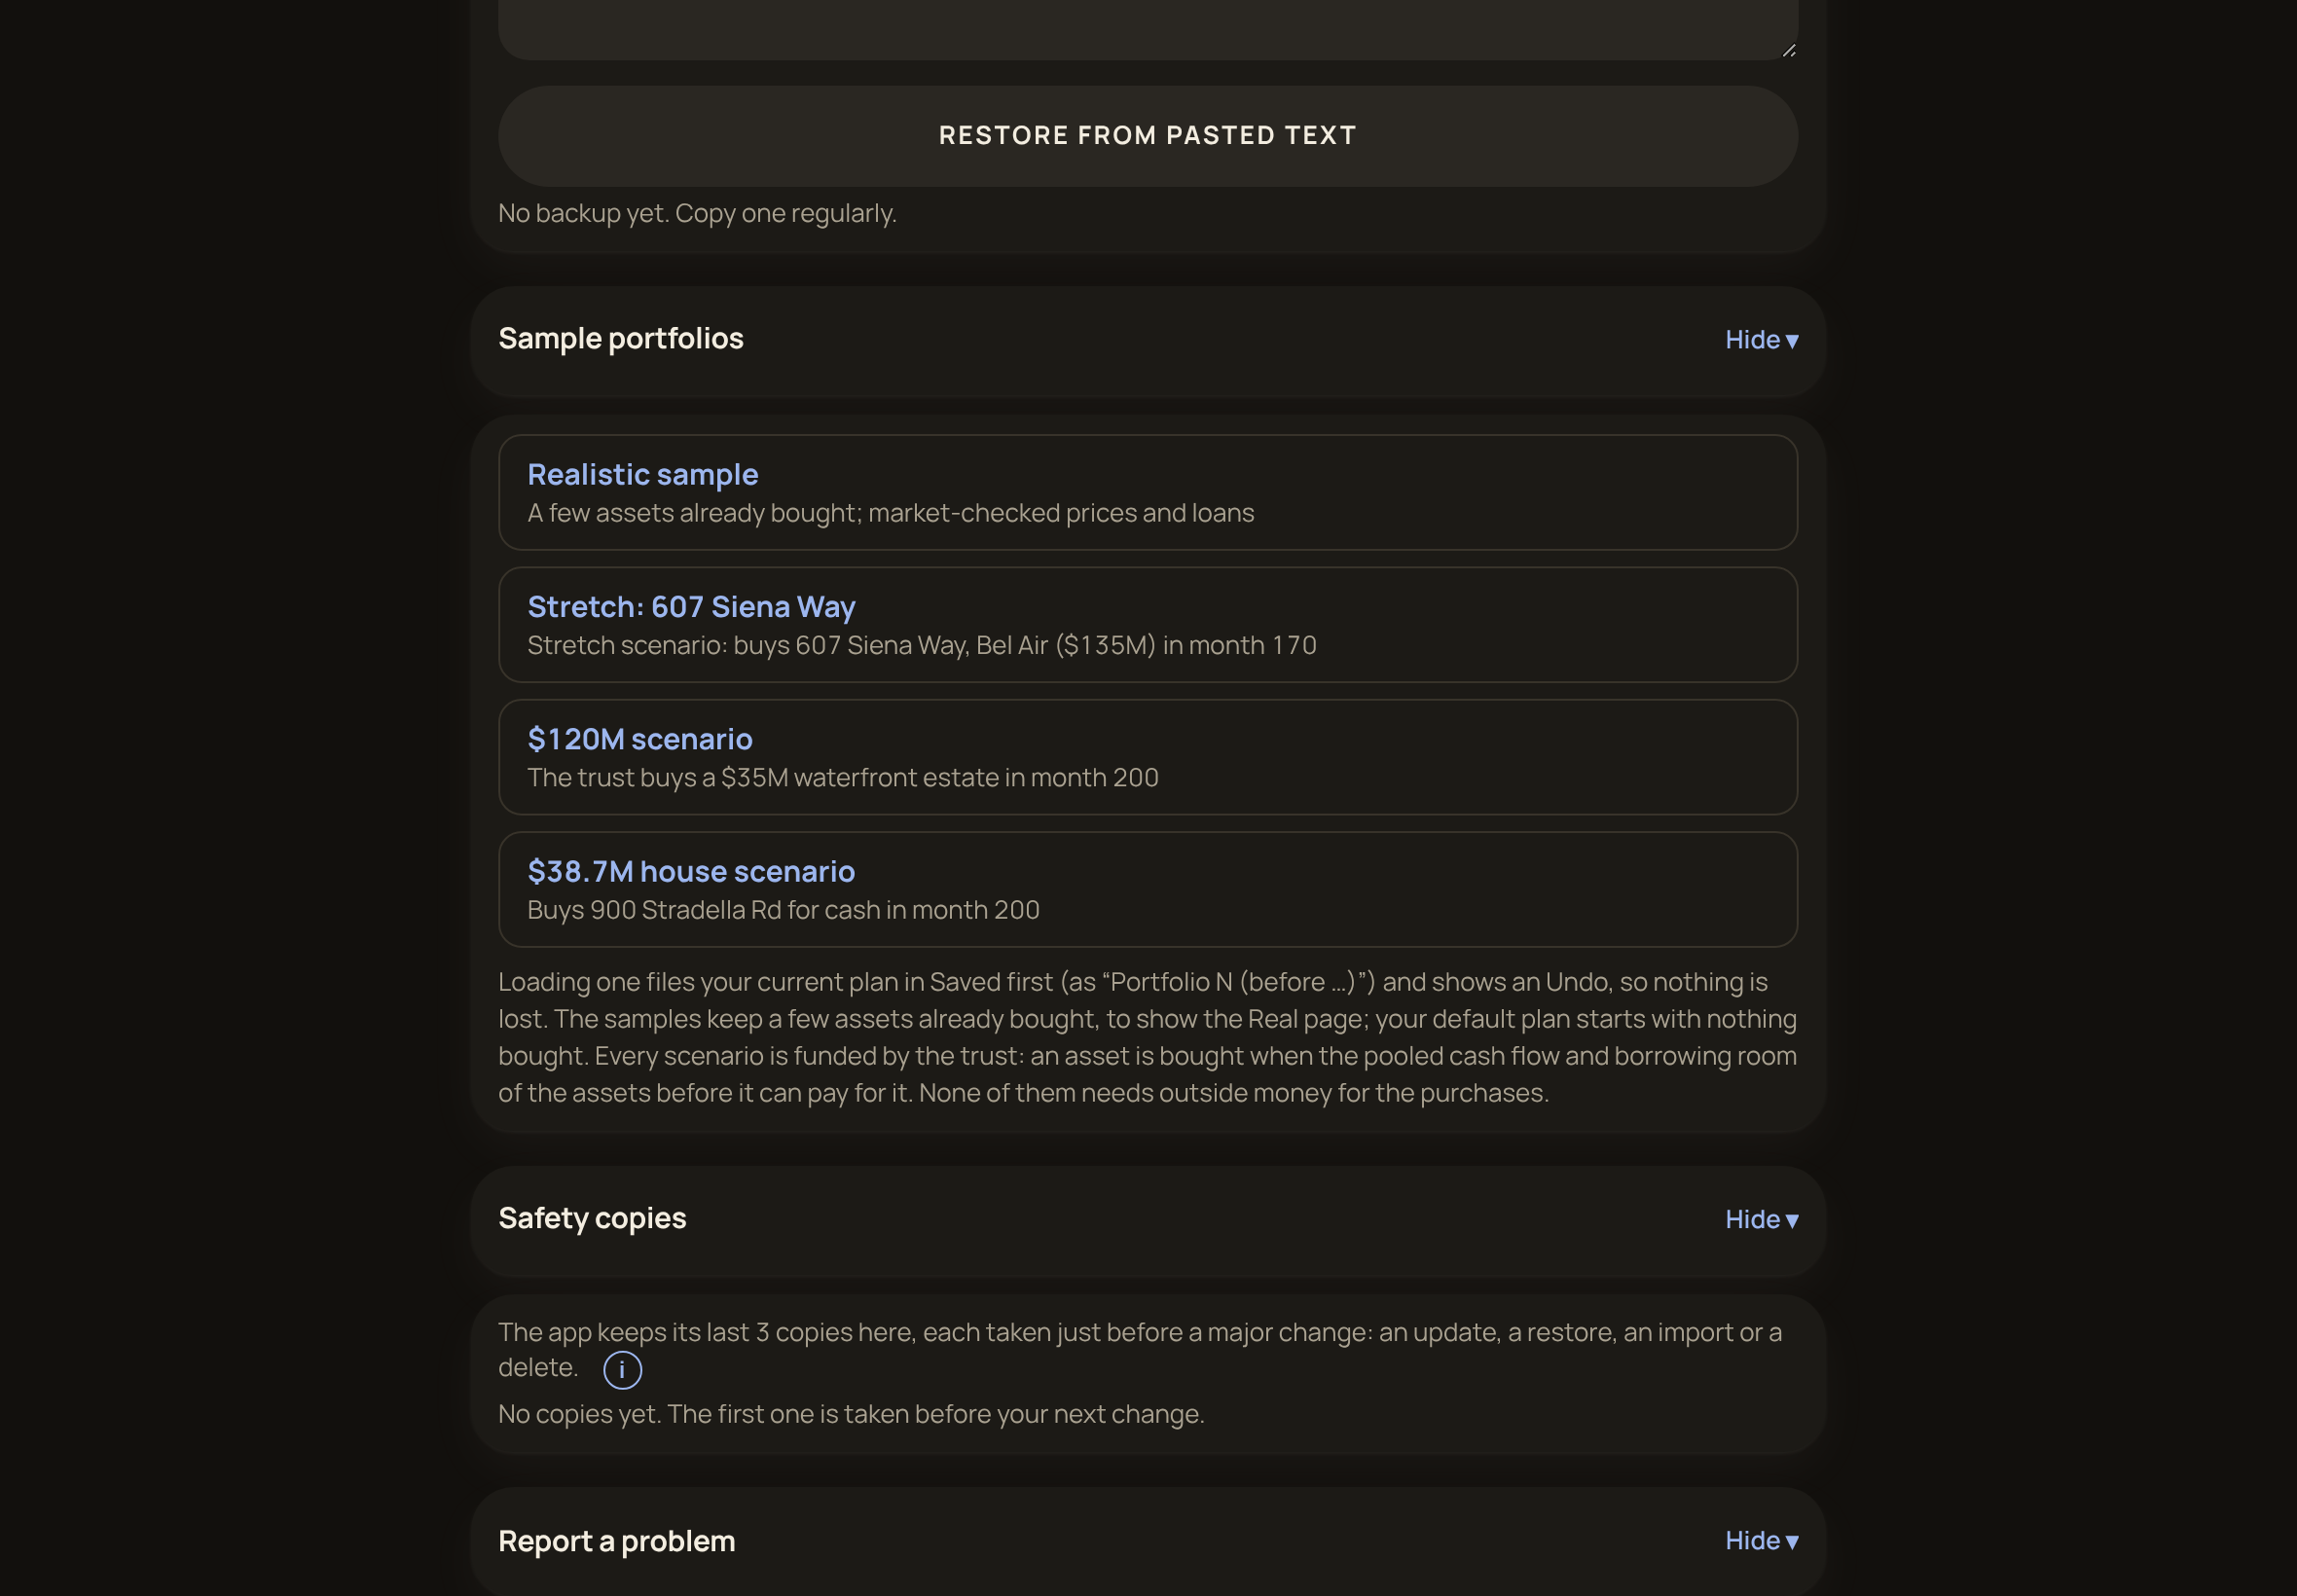 RESTORE FROM PASTED TEXT
No backup yet. Copy one regularly.
Sample portfolios
Hide ▾
Realistic sample
A few assets already bought; market-checked prices and loans
Stretch: 607 Siena Way
Stretch scenario: buys 607 Siena Way, Bel Air ($135M) in month 170
$120M scenario
The trust buys a $35M waterfront estate in month 200
$38.7M house scenario
Buys 900 Stradella Rd for cash in month 200
Loading one files your current plan in Saved first (as “Portfolio N (before …)”) and shows an Undo, so nothing is
lost. The samples keep a few assets already bought, to show the Real page; your default plan starts with nothing
bought. Every scenario is funded by the trust: an asset is bought when the pooled cash flow and borrowing room
of the assets before it can pay for it. None of them needs outside money for the purchases.
Safety copies
Hide ▾
The app keeps its last 3 copies here, each taken just before a major change: an update, a restore, an import or a
delete. i
No copies yet. The first one is taken before your next change.
Report a problem
Hide ▾